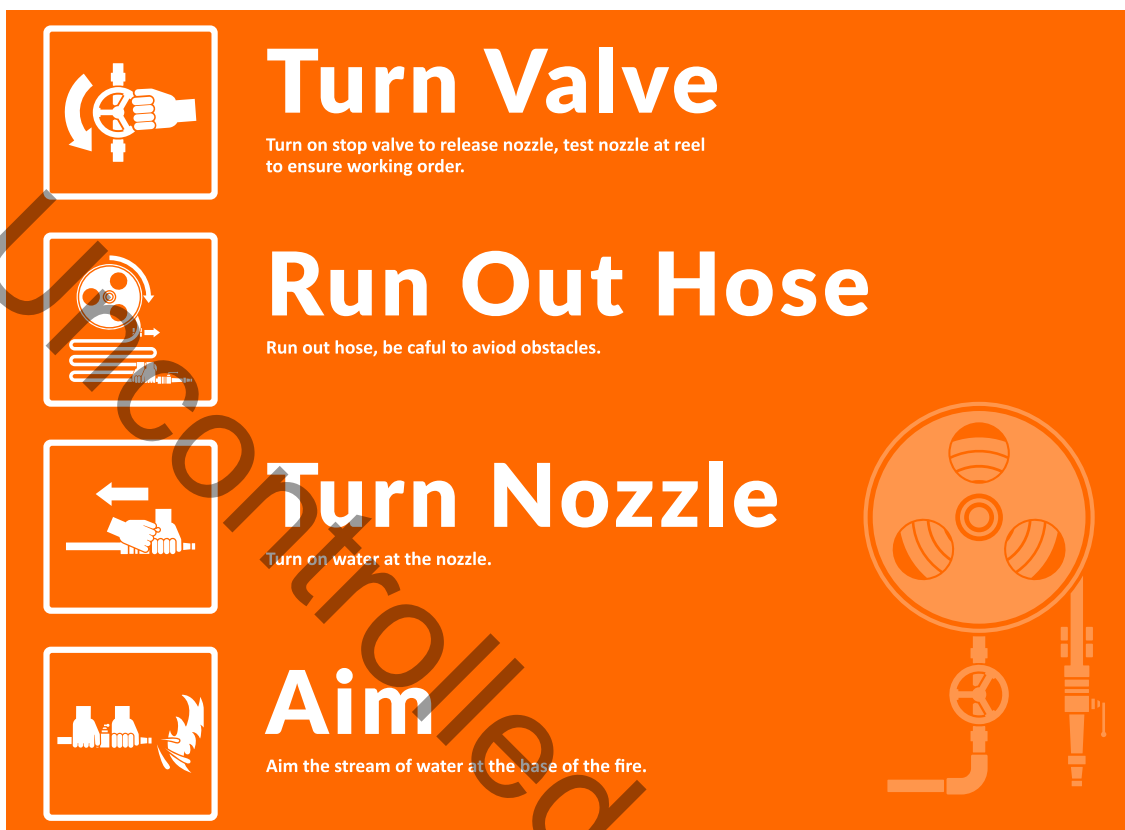 Turn Valve
Turn on stop valve to release nozzle, test nozzle at reel
to ensure working order.
Run Out Hose
Run out hose, be caful to aviod obstacles.
Turn Nozzle
Turn on water at the nozzle.
Aim
Aim the stream of water at the base of the fire.
Uncontrolled